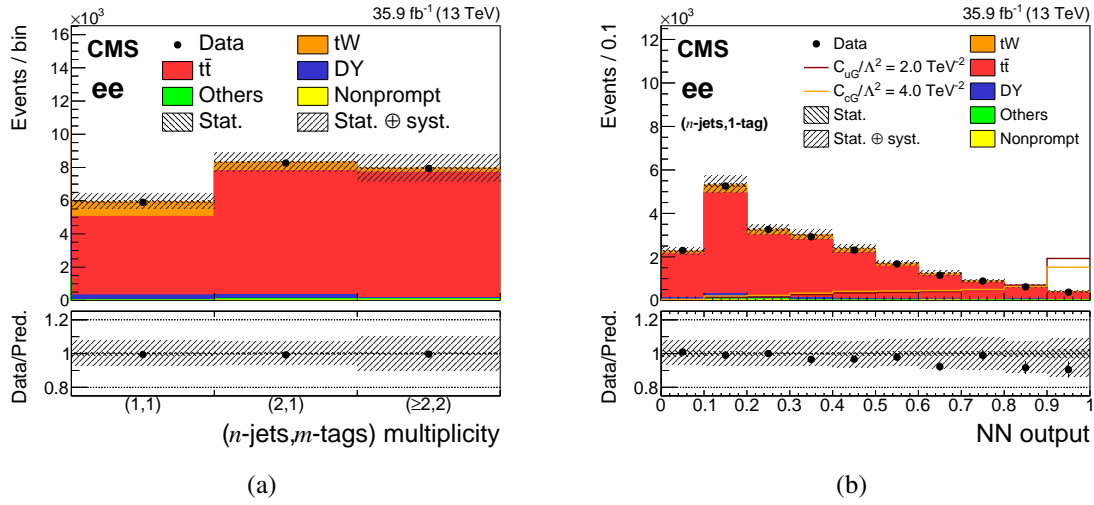 ×10³
35.9 fb⁻¹ (13 TeV)
Events / bin
16
14
12
10
8
6
4
2
0
CMS
ee
Data
tW
tt̄
DY
Others
Nonprompt
Stat.
Stat. ⊕ syst.
Data/Pred.
1.2
1
0.8
(1,1)
(2,1)
(≥2,2)
(n-jets,m-tags) multiplicity
(a)
×10³
35.9 fb⁻¹ (13 TeV)
Events / 0.1
12
9
6
3
0
CMS
ee
(n-jets,1-tag)
Data
C_uG/Λ² = 2.0 TeV⁻²
C_cG/Λ² = 4.0 TeV⁻²
Stat.
Stat. ⊕ syst.
tW
tt̄
DY
Others
Nonprompt
Data/Pred.
1.2
1
0.8
0 0.1 0.2 0.3 0.4 0.5 0.6 0.7 0.8 0.9 1
NN output
(b)